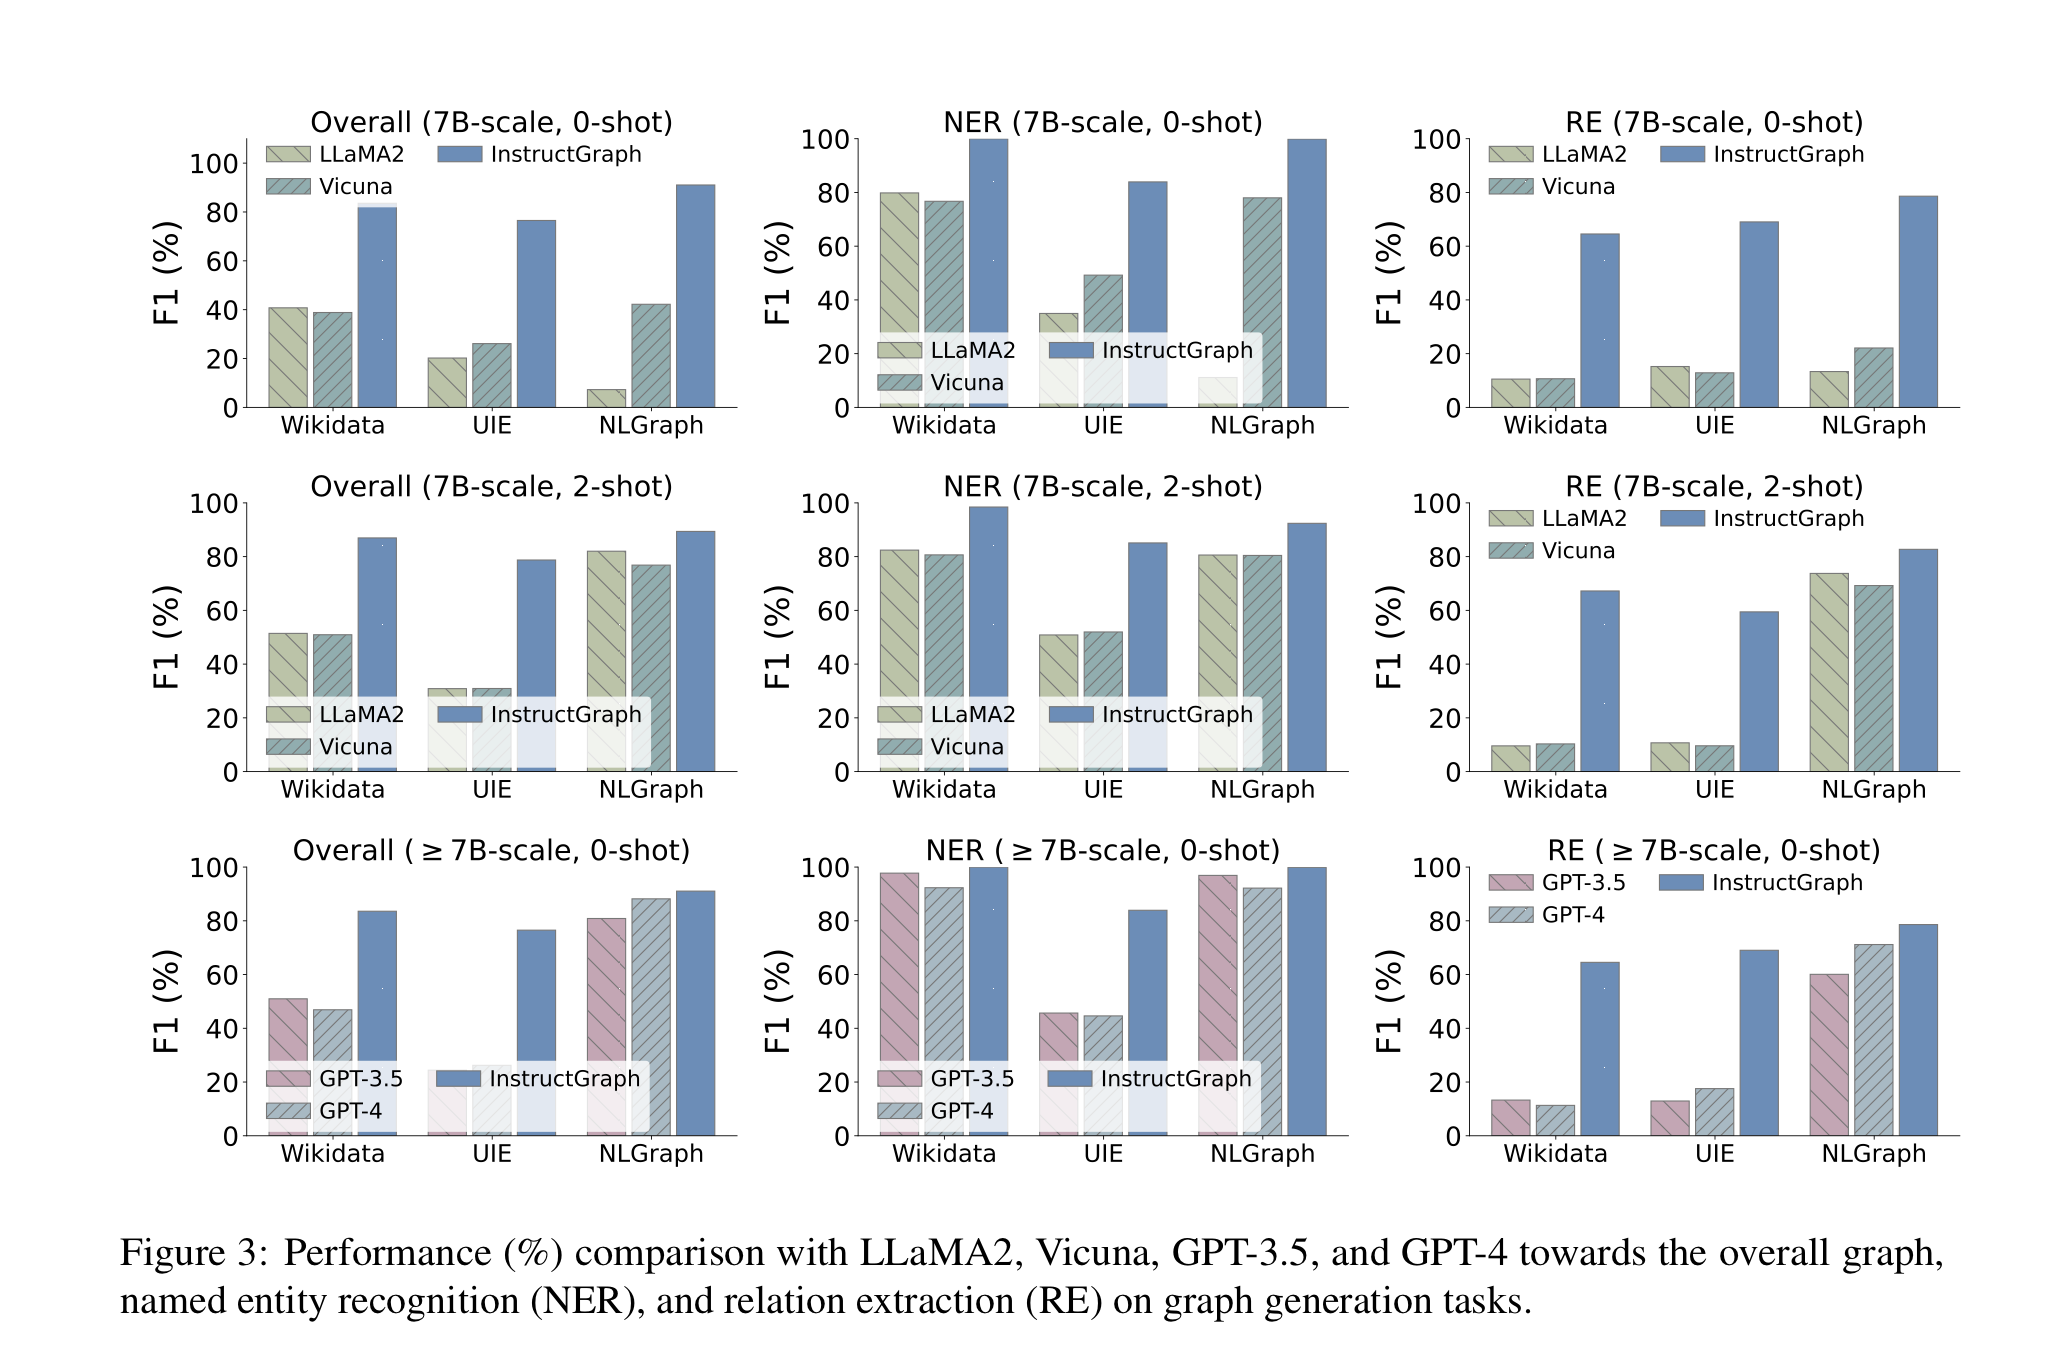 Overall (7B-scale, 0-shot)
F1 (%)
100
80
60
40
20
0
LLaMA2
InstructGraph
Vicuna
Wikidata
UIE
NLGraph
NER (7B-scale, 0-shot)
F1 (%)
100
80
60
40
20
0
LLaMA2
InstructGraph
Vicuna
Wikidata
UIE
NLGraph
RE (7B-scale, 0-shot)
F1 (%)
100
80
60
40
20
0
LLaMA2
InstructGraph
Vicuna
Wikidata
UIE
NLGraph
Overall (7B-scale, 2-shot)
F1 (%)
100
80
60
40
20
0
LLaMA2
InstructGraph
Vicuna
Wikidata
UIE
NLGraph
NER (7B-scale, 2-shot)
F1 (%)
100
80
60
40
20
0
LLaMA2
InstructGraph
Vicuna
Wikidata
UIE
NLGraph
RE (7B-scale, 2-shot)
F1 (%)
100
80
60
40
20
0
LLaMA2
InstructGraph
Vicuna
Wikidata
UIE
NLGraph
Overall (≥7B-scale, 0-shot)
F1 (%)
100
80
60
40
20
0
GPT-3.5
InstructGraph
GPT-4
Wikidata
UIE
NLGraph
NER (≥7B-scale, 0-shot)
F1 (%)
100
80
60
40
20
0
GPT-3.5
InstructGraph
GPT-4
Wikidata
UIE
NLGraph
RE (≥7B-scale, 0-shot)
F1 (%)
100
80
60
40
20
0
GPT-3.5
InstructGraph
GPT-4
Wikidata
UIE
NLGraph
Figure 3: Performance (%) comparison with LLaMA2, Vicuna, GPT-3.5, and GPT-4 towards the overall graph,
named entity recognition (NER), and relation extraction (RE) on graph generation tasks.